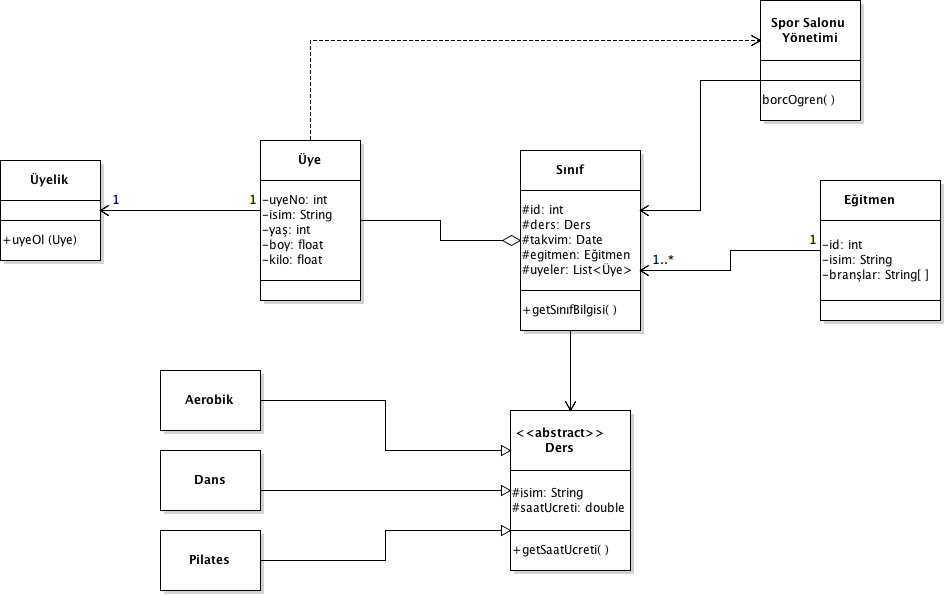 Spor Salonu
Yönetimi
borcOgren( )
Üyelik
+uyeOl (Uye)
1
1
Üye
-uyeNo: int
-isim: String
-yaş: int
-boy: float
-kilo: float
Sınıf
#id: int
#ders: Ders
#takvim: Date
#egitmen: Eğitmen
#uyeler: List<Üye>
+getSınıfBilgisi( )
1..*
1
Eğitmen
-id: int
-isim: String
-branşlar: String[ ]
Aerobik
Dans
Pilates
<<abstract>>
Ders
#isim: String
#saatUcreti: double
+getSaatUcreti( )